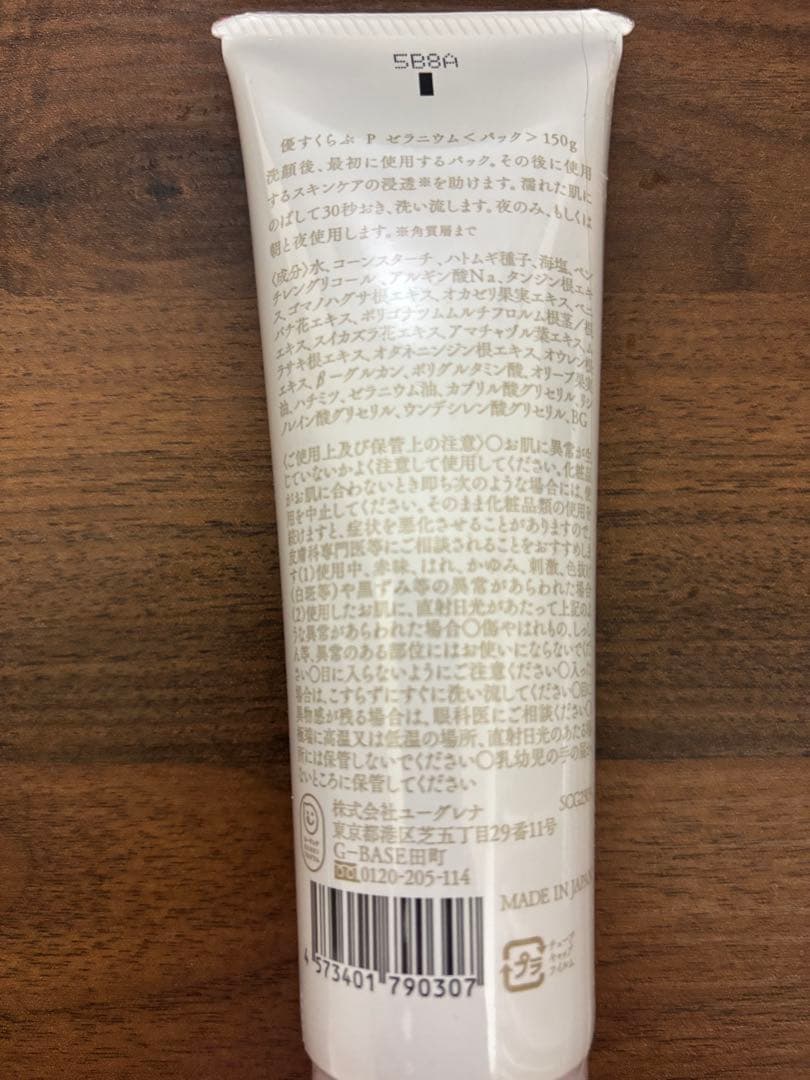 5B8A
優すくらぶ P ゼラニウム<パック>150g
洗顔後、最初に使用するパック。その後に使用
するスキンケアの浸透※を助けます。濡れた肌に
のばして30秒おき、洗い流します。夜のみ、もしくは
朝と夜使用します。※角質層まで
〈成分〉水、コーンスターチ、ハトムギ種子、海塩、ペン
チレングリコール、アルギン酸Na、タンジン根エキ
ス、ゴマノハグサ根エキス、オカゼリ果実エキス、ベニ
バナ花エキス、ポリゴナツムムルチフロルム根茎/根
エキス、スイカズラ花エキス、アマチャヅル葉エキス、ム
ラサキ根エキス、オタネニンジン根エキス、オウレン根
エキス、β-グルカン、ポリグルタミン酸、オリーブ果実
油、ハチミツ、ゼラニウム油、カプリル酸グリセリル、リシ
ノレイン酸グリセリル、ウンデシレン酸グリセリル、BG
〈ご使用上及び保管上の注意〉○お肌に異常が生
じていないかよく注意して使用してください。化粧品
がお肌に合わないとき即ち次のような場合には、使
用を中止してください。そのまま化粧品類の使用を
続けますと、症状を悪化させることがありますので、
皮膚科専門医等にご相談されることをおすすめしま
す(1)使用中、赤味、はれ、かゆみ、刺激、色抜け
(白斑等)や黒ずみ等の異常があらわれた場合
(2)使用したお肌に、直射日光があたって上記のよ
うな異常があらわれた場合○傷やはれもの、しっし
ん等、異常のある部位にはお使いにならないでくだ
さい○目に入らないようにご注意ください○入った
場合は、こすらずにすぐに洗い流してください○目に
異物感が残る場合は、眼科医にご相談ください○
極端に高温又は低温の場所、直射日光のあたる場
所には保管しないでください○乳幼児の手の届か
ないところに保管してください
株式会社ユーグレナ
東京都港区芝五丁目29番11号
G-BASE田町
0120-205-114
MADE IN JAPAN
4 573401 790307
プラ
チューブ
キャップ
フィルム